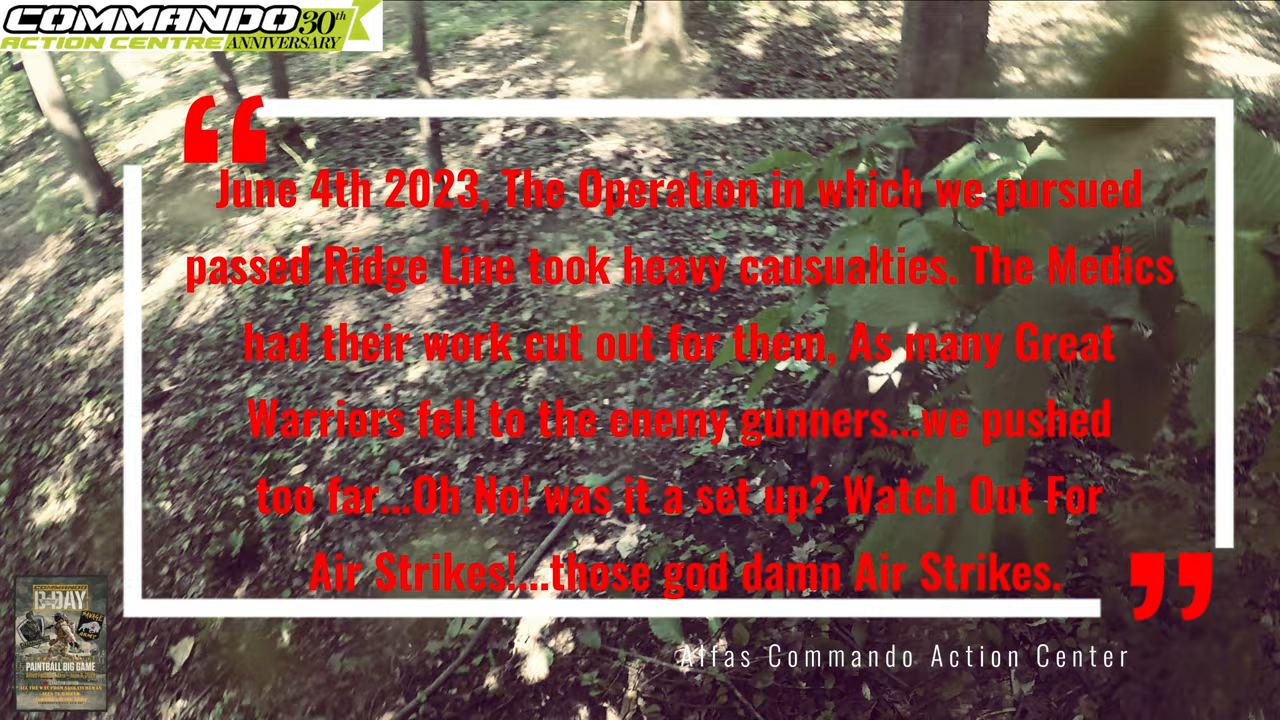 COMMANDO 30th
ACTION CENTRE ANNIVERSARY
“
June 4th 2023, The Operation in which we pursued
passed Ridge Line took heavy causualties. The Medics
had their work cut out for them, As many Great
Warriors fell to the enemy gunners...we pushed
too far...Oh No! was it a set up? Watch Out For
Air Strikes!...those god damn Air Strikes.
”
Alfas Commando Action Center
COMMANDO
D-DAY
SAVAGE
ARMY
PAINTBALL BIG GAME